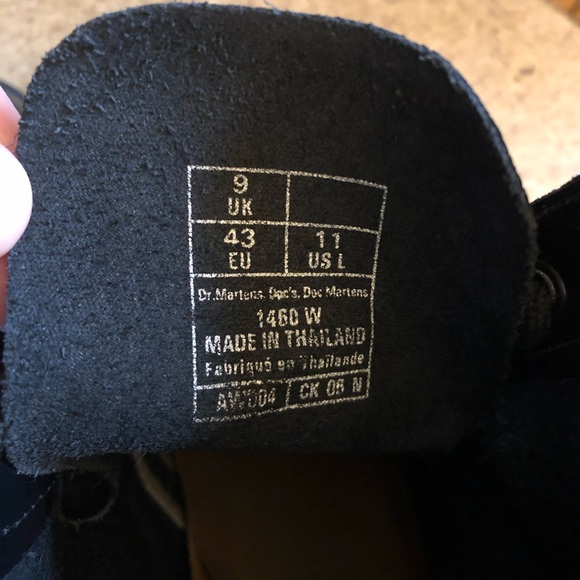 9
UK
43 11
EU US L
Dr.Martens. Doc's. Doc Martens
1460 W
MADE IN THAILAND
Fabriqué en Thaïlande
AW004 CK 06 N